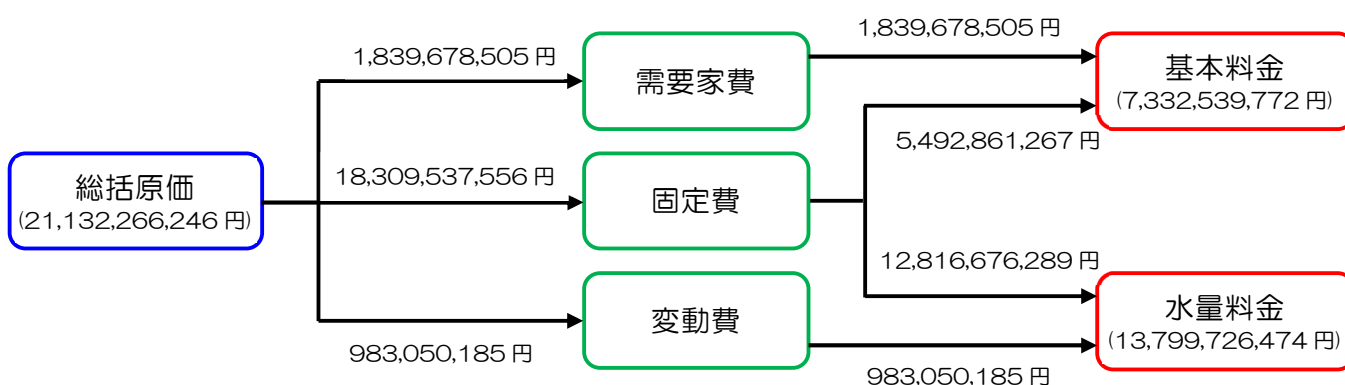 総括原価
(21,132,266,246 円)
1,839,678,505 円
18,309,537,556 円
983,050,185 円
需要家費
固定費
変動費
1,839,678,505 円
5,492,861,267 円
12,816,676,289 円
983,050,185 円
基本料金
(7,332,539,772 円)
水量料金
(13,799,726,474 円)